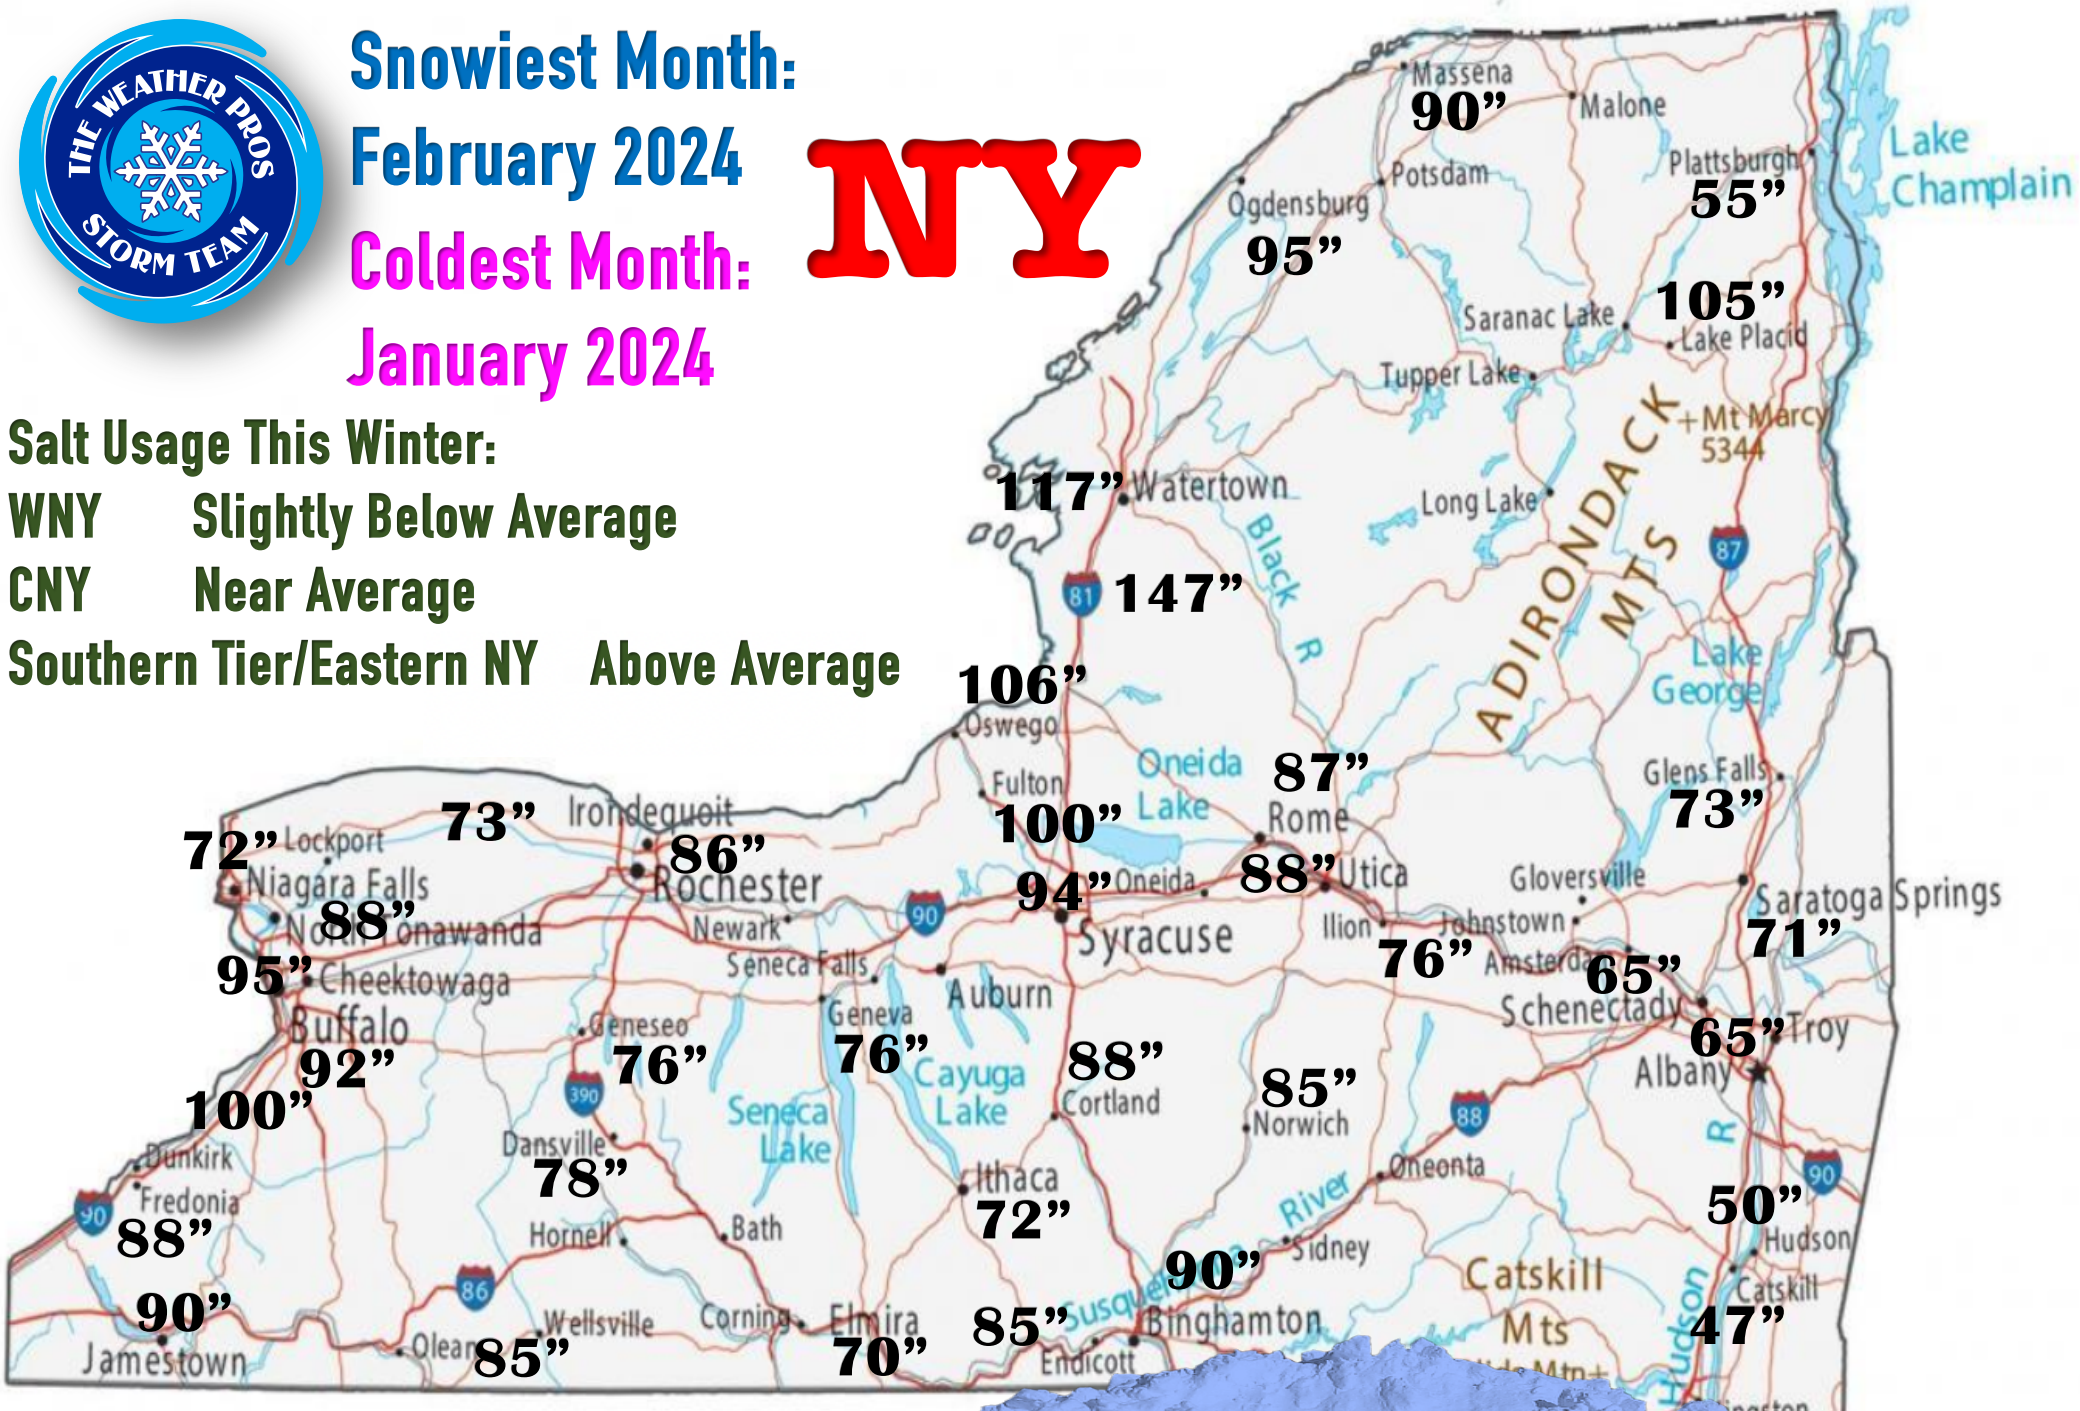 THE WEATHER PROS
STORM TEAM
Snowiest Month:
February 2024
Coldest Month:
January 2024
NY
Salt Usage This Winter:
WNY Slightly Below Average
CNY Near Average
Southern Tier/Eastern NY Above Average
Massena
90”
Malone
Plattsburgh
55”
Lake
Champlain
Potsdam
Ogdensburg
95”
105”
Saranac Lake
Lake Placid
Tupper Lake
+Mt Marcy
5344
ADIRONDACK
MTS
117”
Watertown
Long Lake
Black
R
87
81
147”
Lake
George
106”
Oswego
Oneida
Lake
87”
Rome
Fulton
100”
Glens Falls
73”
73”
Irondequoit
86”
Rochester
72”
Lockport
Niagara Falls
88”
North Tonawanda
95”
Cheektowaga
Buffalo
92”
100”
94”
Oneida
88”
Utica
Gloversville
Saratoga Springs
71”
90
Newark
Syracuse
Ilion
Johnstown
76”
Amsterdam
65”
Seneca Falls
Auburn
Schenectady
65”
Troy
Albany
Geneseo
76”
Geneva
76”
Cayuga
Lake
88”
Cortland
85”
Norwich
88
390
Seneca
Lake
R
Dansville
78”
Dunkirk
Fredonia
90
88”
Ithaca
72”
Oneonta
90
50”
Hudson
Hornell
Bath
River
Sidney
90”
Susquehanna
Catskill
Mts
Catskill
47”
Hudson
86
90”
Jamestown
Olean
85”
Wellsville
Corning
Elmira
70”
85”
Endicott
Binghamton